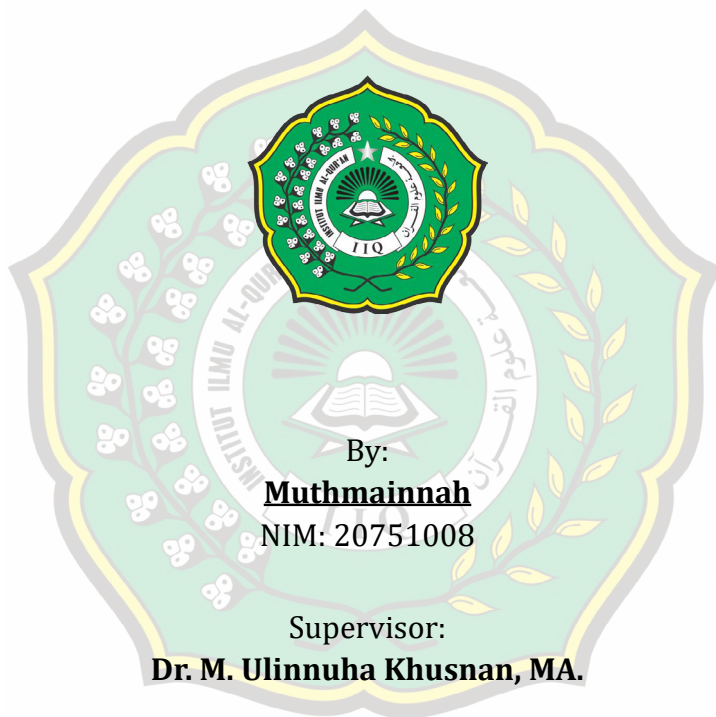 INSTITUT ILMU AL-QUR'AN
IIQ
By:
Muthmainnah
NIM: 20751008
Supervisor:
Dr. M. Ulinnuha Khusnan, MA.